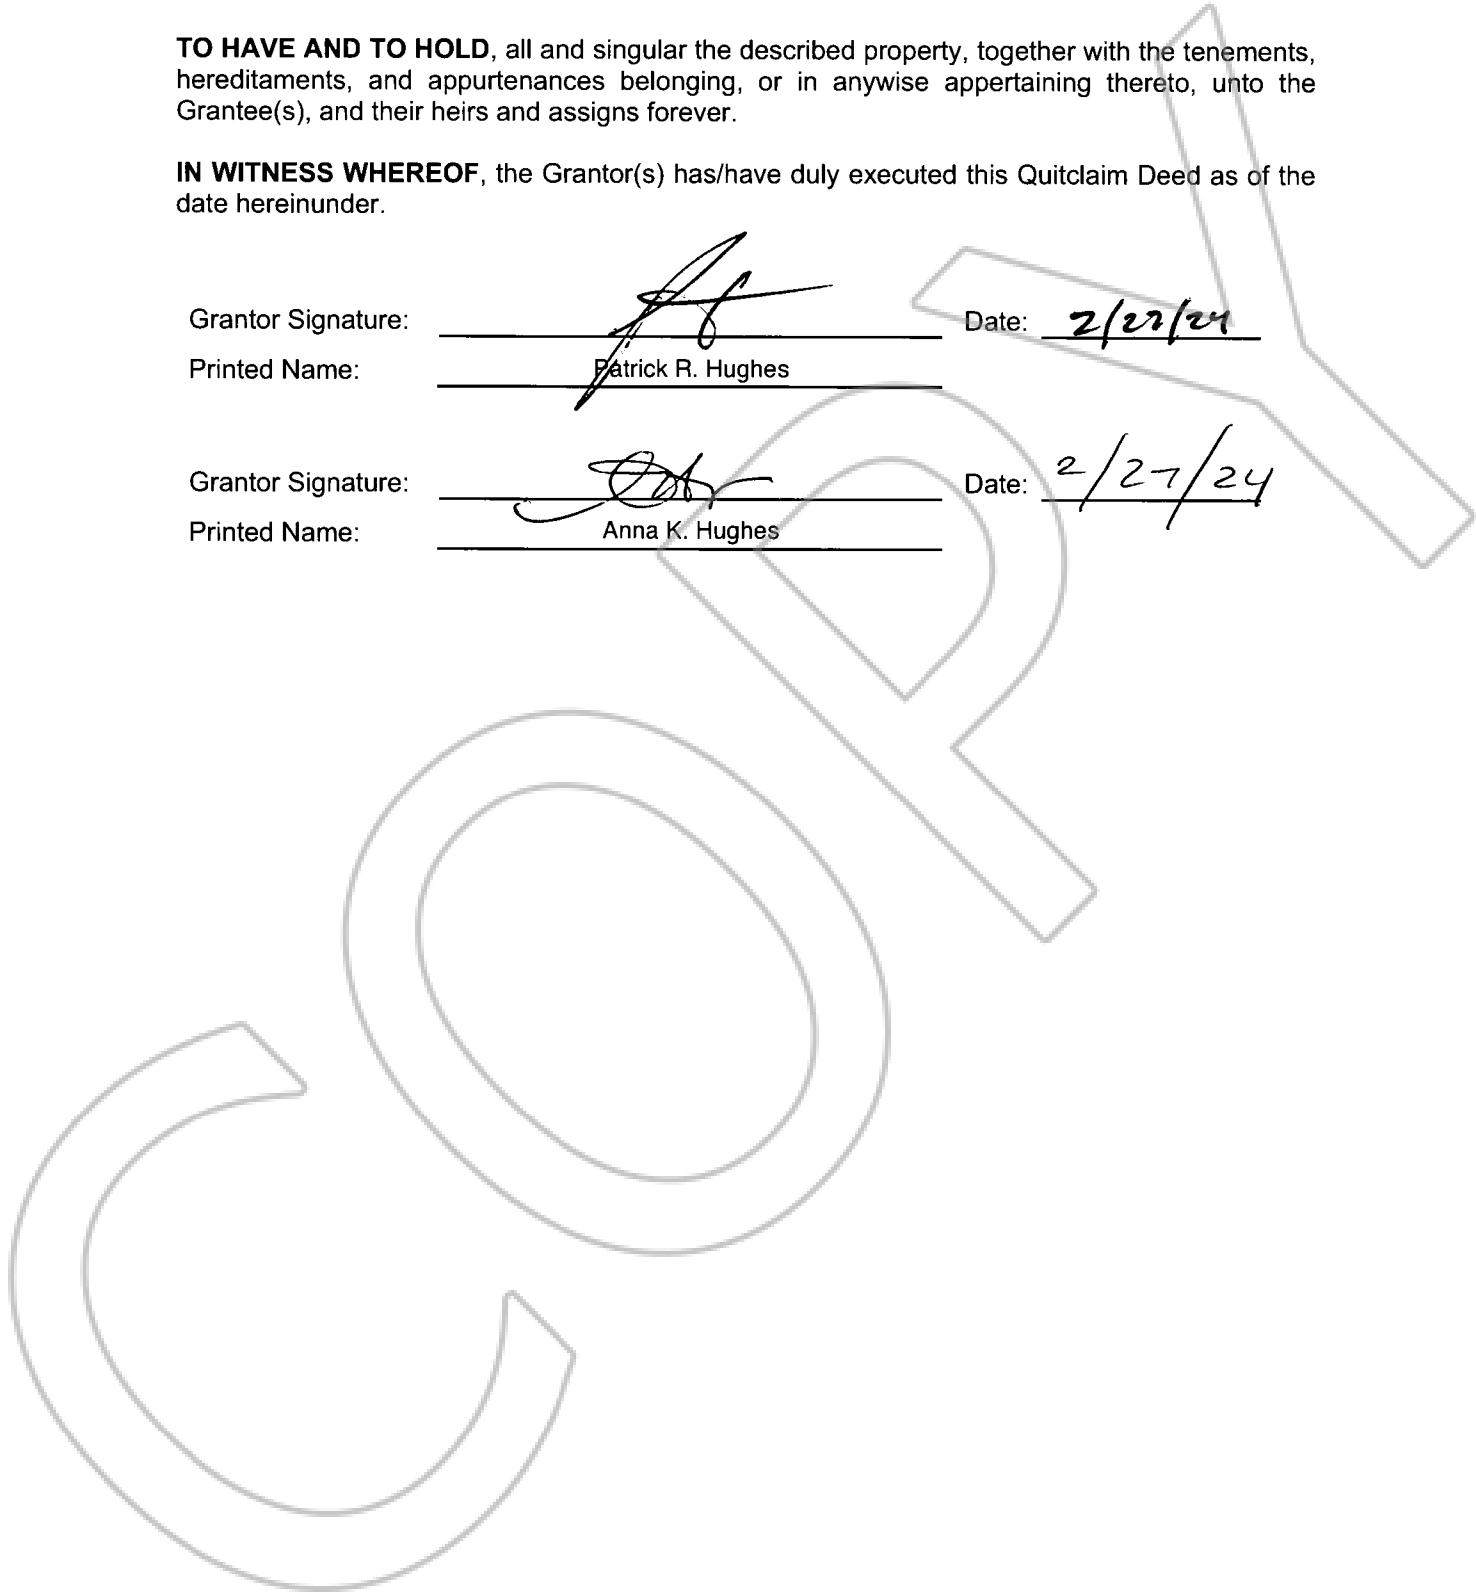 TO HAVE AND TO HOLD, all and singular the described property, together with the tenements,
hereditaments, and appurtenances belonging, or in anywise appertaining thereto, unto the
Grantee(s), and their heirs and assigns forever.
IN WITNESS WHEREOF, the Grantor(s) has/have duly executed this Quitclaim Deed as of the
date hereinunder.
Grantor Signature: Date: 2/27/24
Printed Name: Patrick R. Hughes
Grantor Signature: Date: 2/27/24
Printed Name: Anna K. Hughes
COPY